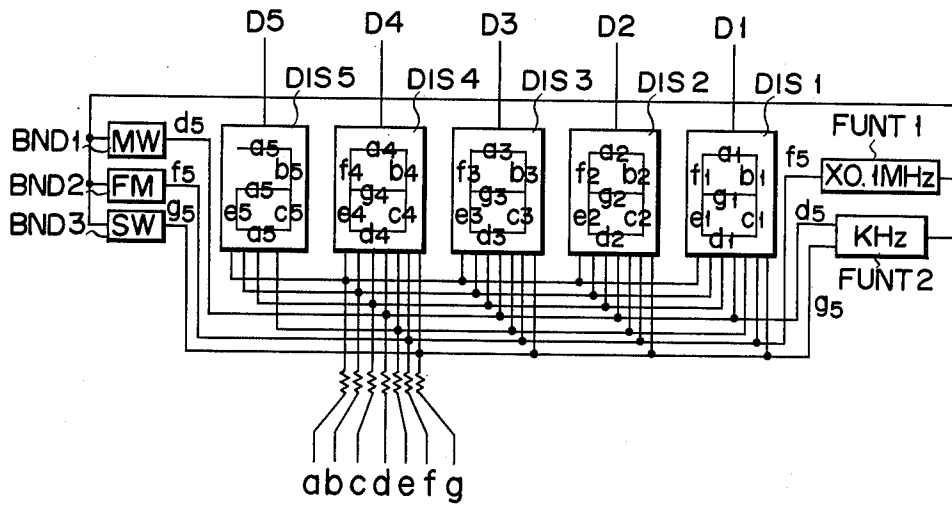 D5 D4 D3 D2 D1
DIS 5 DIS 4 DIS 3 DIS 2 DIS 1
BND1 MW d5
BND2 FM f5
BND3 SW g5
a5 b5 a5 e5 c5 a5
a4 f4 b4 g4 e4 c4 d4
a3 f3 b3 g3 e3 c3 d3
a2 f2 b2 g2 e2 c2 d2
a1 f1 b1 g1 e1 c1 d1
FUNT 1
f5 X0.1MHz
d5 KHz
FUNT 2
g5
a b c d e f g